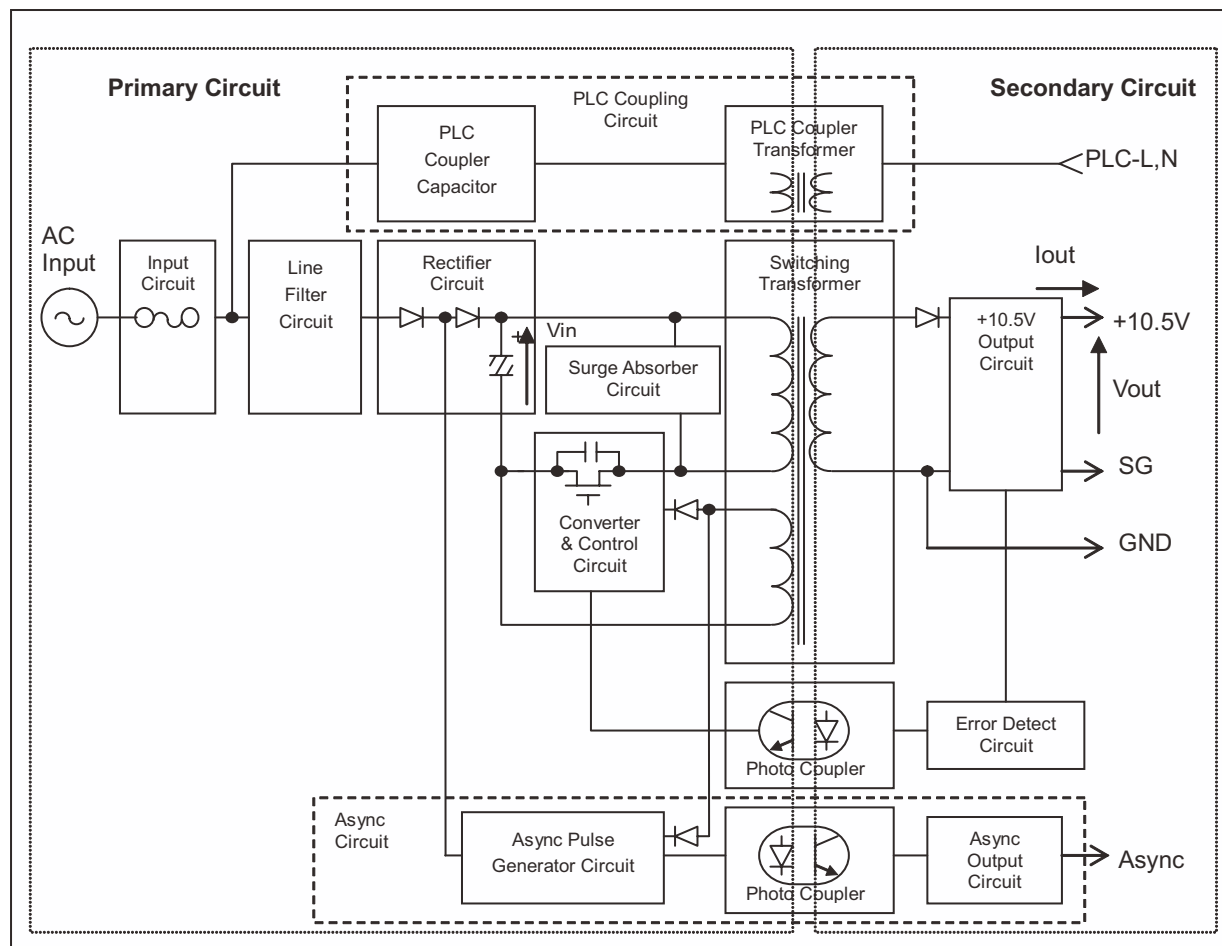 Primary Circuit
Secondary Circuit
PLC Coupling
Circuit
PLC
Coupler
Capacitor
PLC Coupler
Transformer
PLC-L,N
AC
Input
Input
Circuit
Line
Filter
Circuit
Rectifier
Circuit
+
Vin
Surge Absorber
Circuit
Switching
Transformer
Iout
+10.5V
Output
Circuit
+10.5V
Vout
SG
GND
Converter
& Control
Circuit
Photo Coupler
Error Detect
Circuit
Async
Circuit
Async Pulse
Generator Circuit
Photo Coupler
Async
Output
Circuit
Async